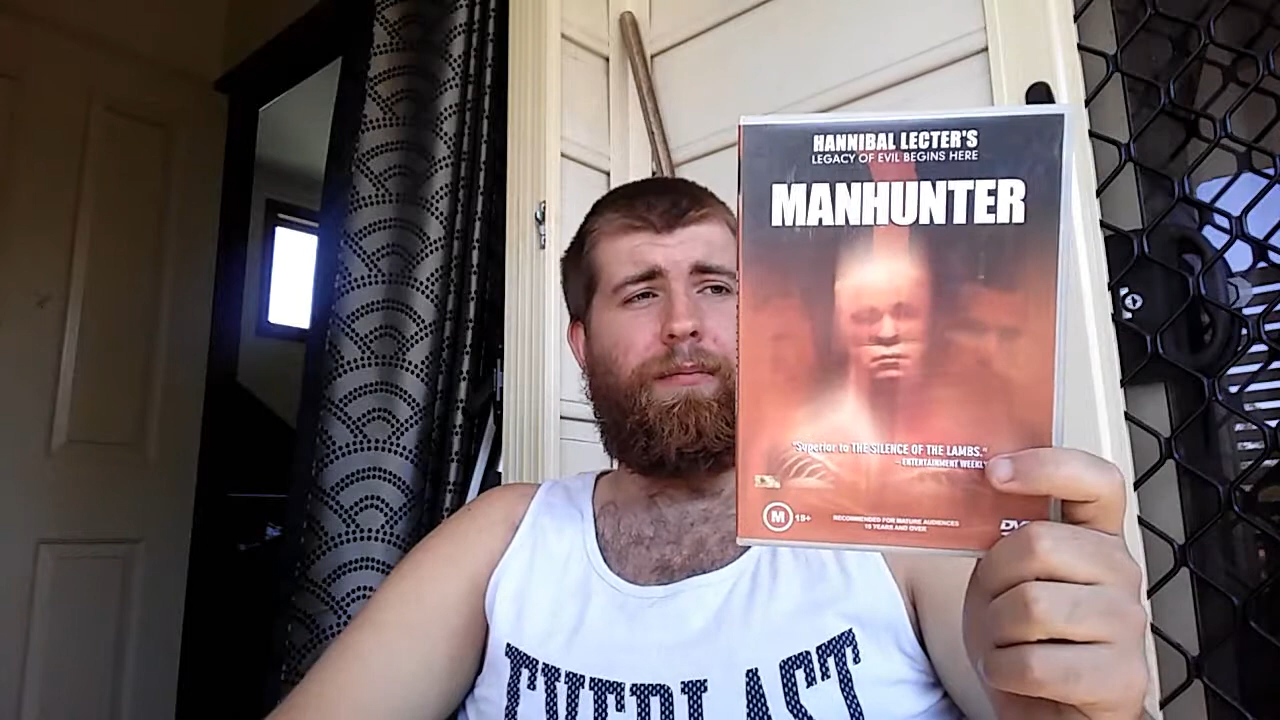 HANNIBAL LECTER'S
LEGACY OF EVIL BEGINS HERE
MANHUNTER
"Superior to THE SILENCE OF THE LAMBS."
– ENTERTAINMENT WEEKLY
M 15+
RECOMMENDED FOR MATURE AUDIENCES
15 YEARS AND OVER
EVERLAST